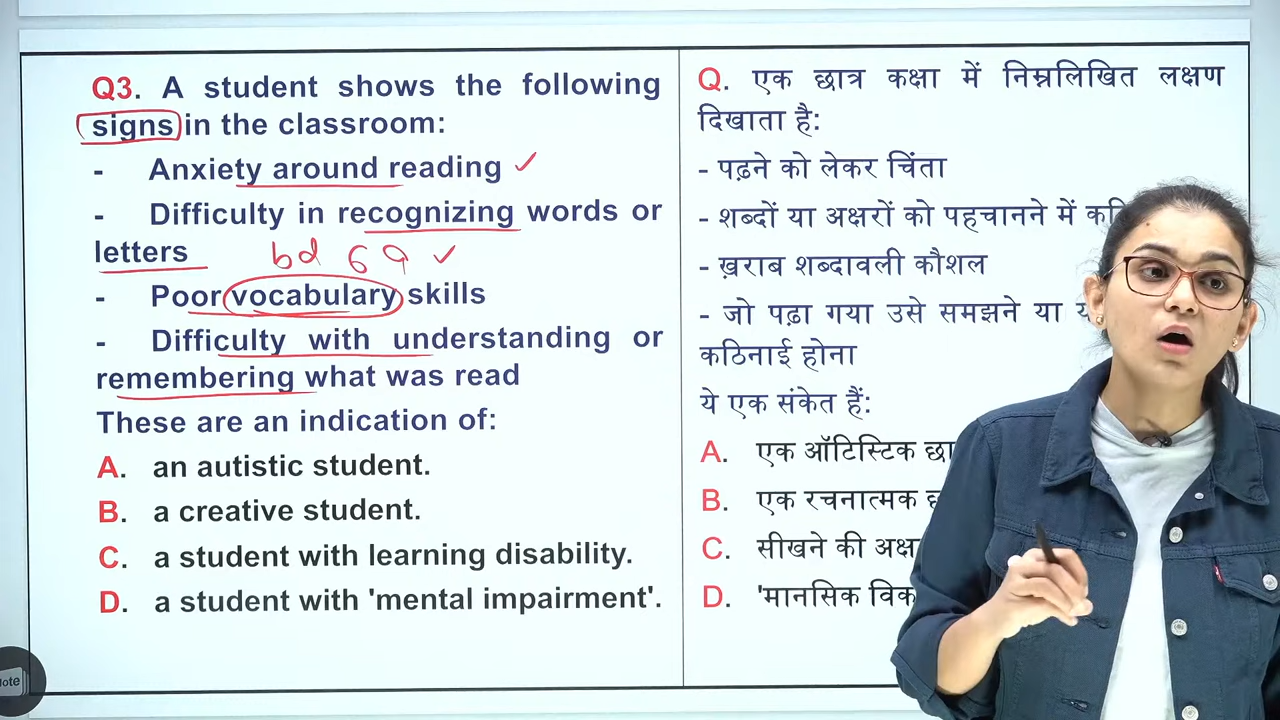 Q3. A student shows the following
signs in the classroom:
- Anxiety around reading
- Difficulty in recognizing words or
letters bd 69
- Poor vocabulary skills
- Difficulty with understanding or
remembering what was read
These are an indication of:
A. an autistic student.
B. a creative student.
C. a student with learning disability.
D. a student with 'mental impairment'.
Q. एक छात्र कक्षा में निम्नलिखित लक्षण
दिखाता है:
- पढ़ने को लेकर चिंता
- शब्दों या अक्षरों को पहचानने में
- ख़राब शब्दावली कौशल
- जो पढ़ा गया उसे समझने या
कठिनाई होना
ये एक संकेत हैं:
A. एक ऑटिस्टिक
B. एक रचनात्मक
C. सीखने की
D.